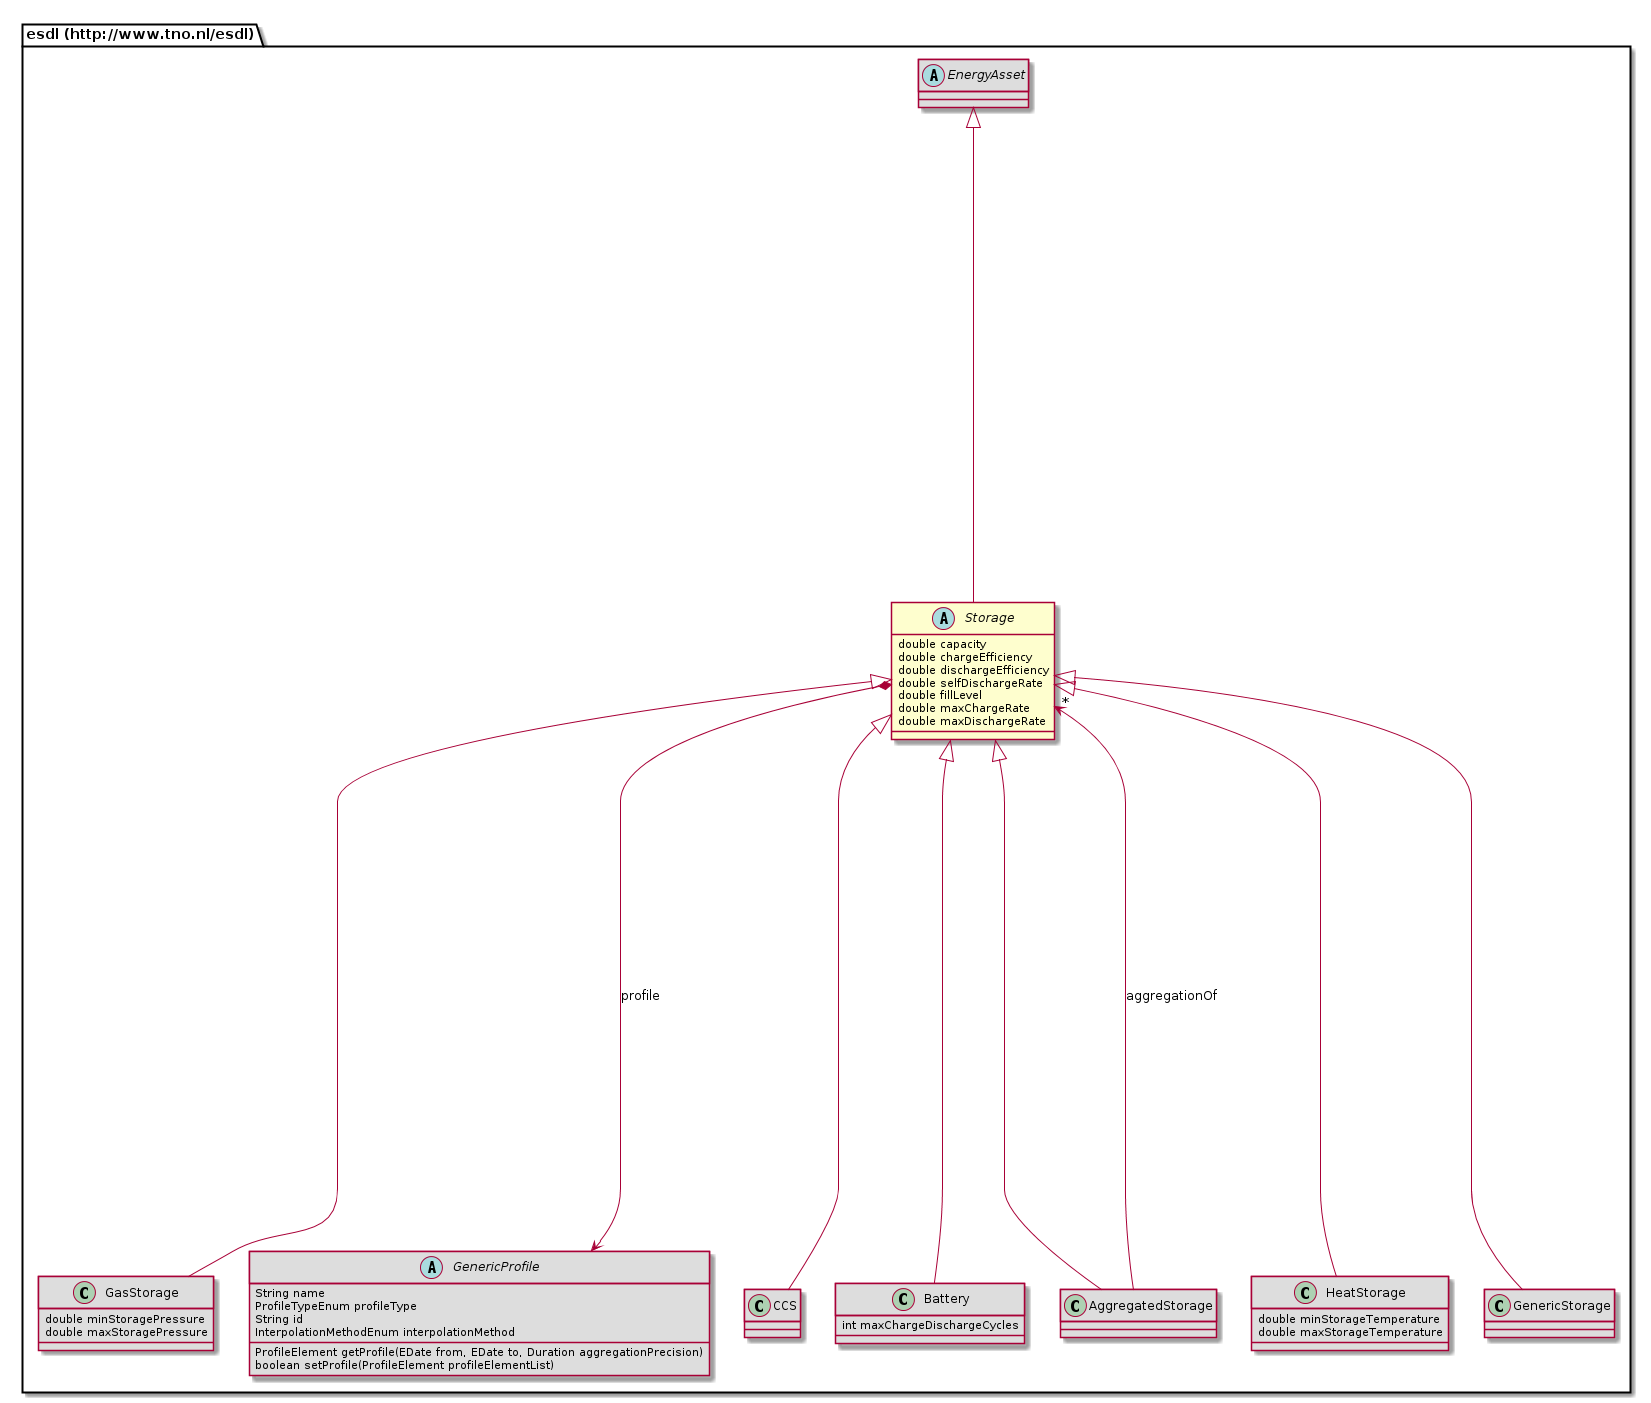 esdl (http://www.tno.nl/esdl)
A EnergyAsset
A Storage
double capacity
double chargeEfficiency
double dischargeEfficiency
double selfDischargeRate
double fillLevel
double maxChargeRate
double maxDischargeRate
*
profile
aggregationOf
C GasStorage
double minStoragePressure
double maxStoragePressure
A GenericProfile
String name
ProfileTypeEnum profileType
String id
InterpolationMethodEnum interpolationMethod
ProfileElement getProfile(EDate from, EDate to, Duration aggregationPrecision)
boolean setProfile(ProfileElement profileElementList)
C CCS
C Battery
int maxChargeDischargeCycles
C AggregatedStorage
C HeatStorage
double minStorageTemperature
double maxStorageTemperature
C GenericStorage